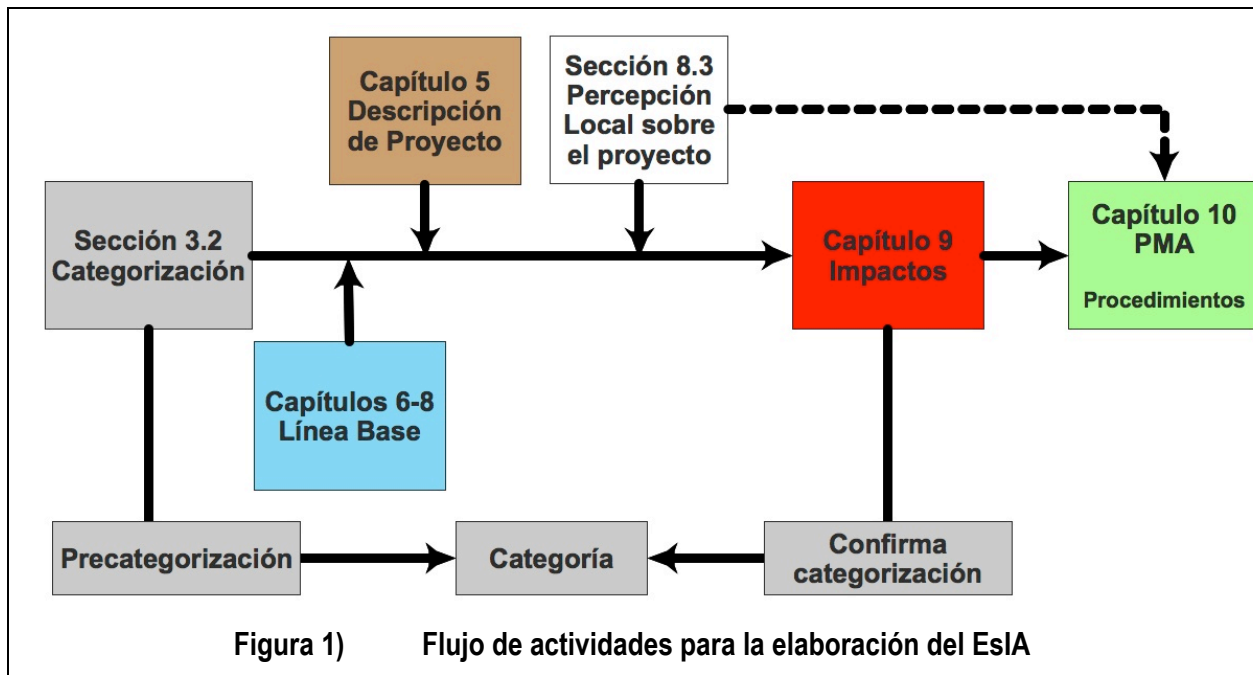 Capítulo 5
Descripción
de Proyecto
Sección 8.3
Percepción
Local sobre
el proyecto
Sección 3.2
Categorización
Capítulo 9
Impactos
Capítulo 10
PMA
Procedimientos
Capítulos 6-8
Línea Base
Precategorización
Categoría
Confirma
categorización
Figura 1) Flujo de actividades para la elaboración del EsIA